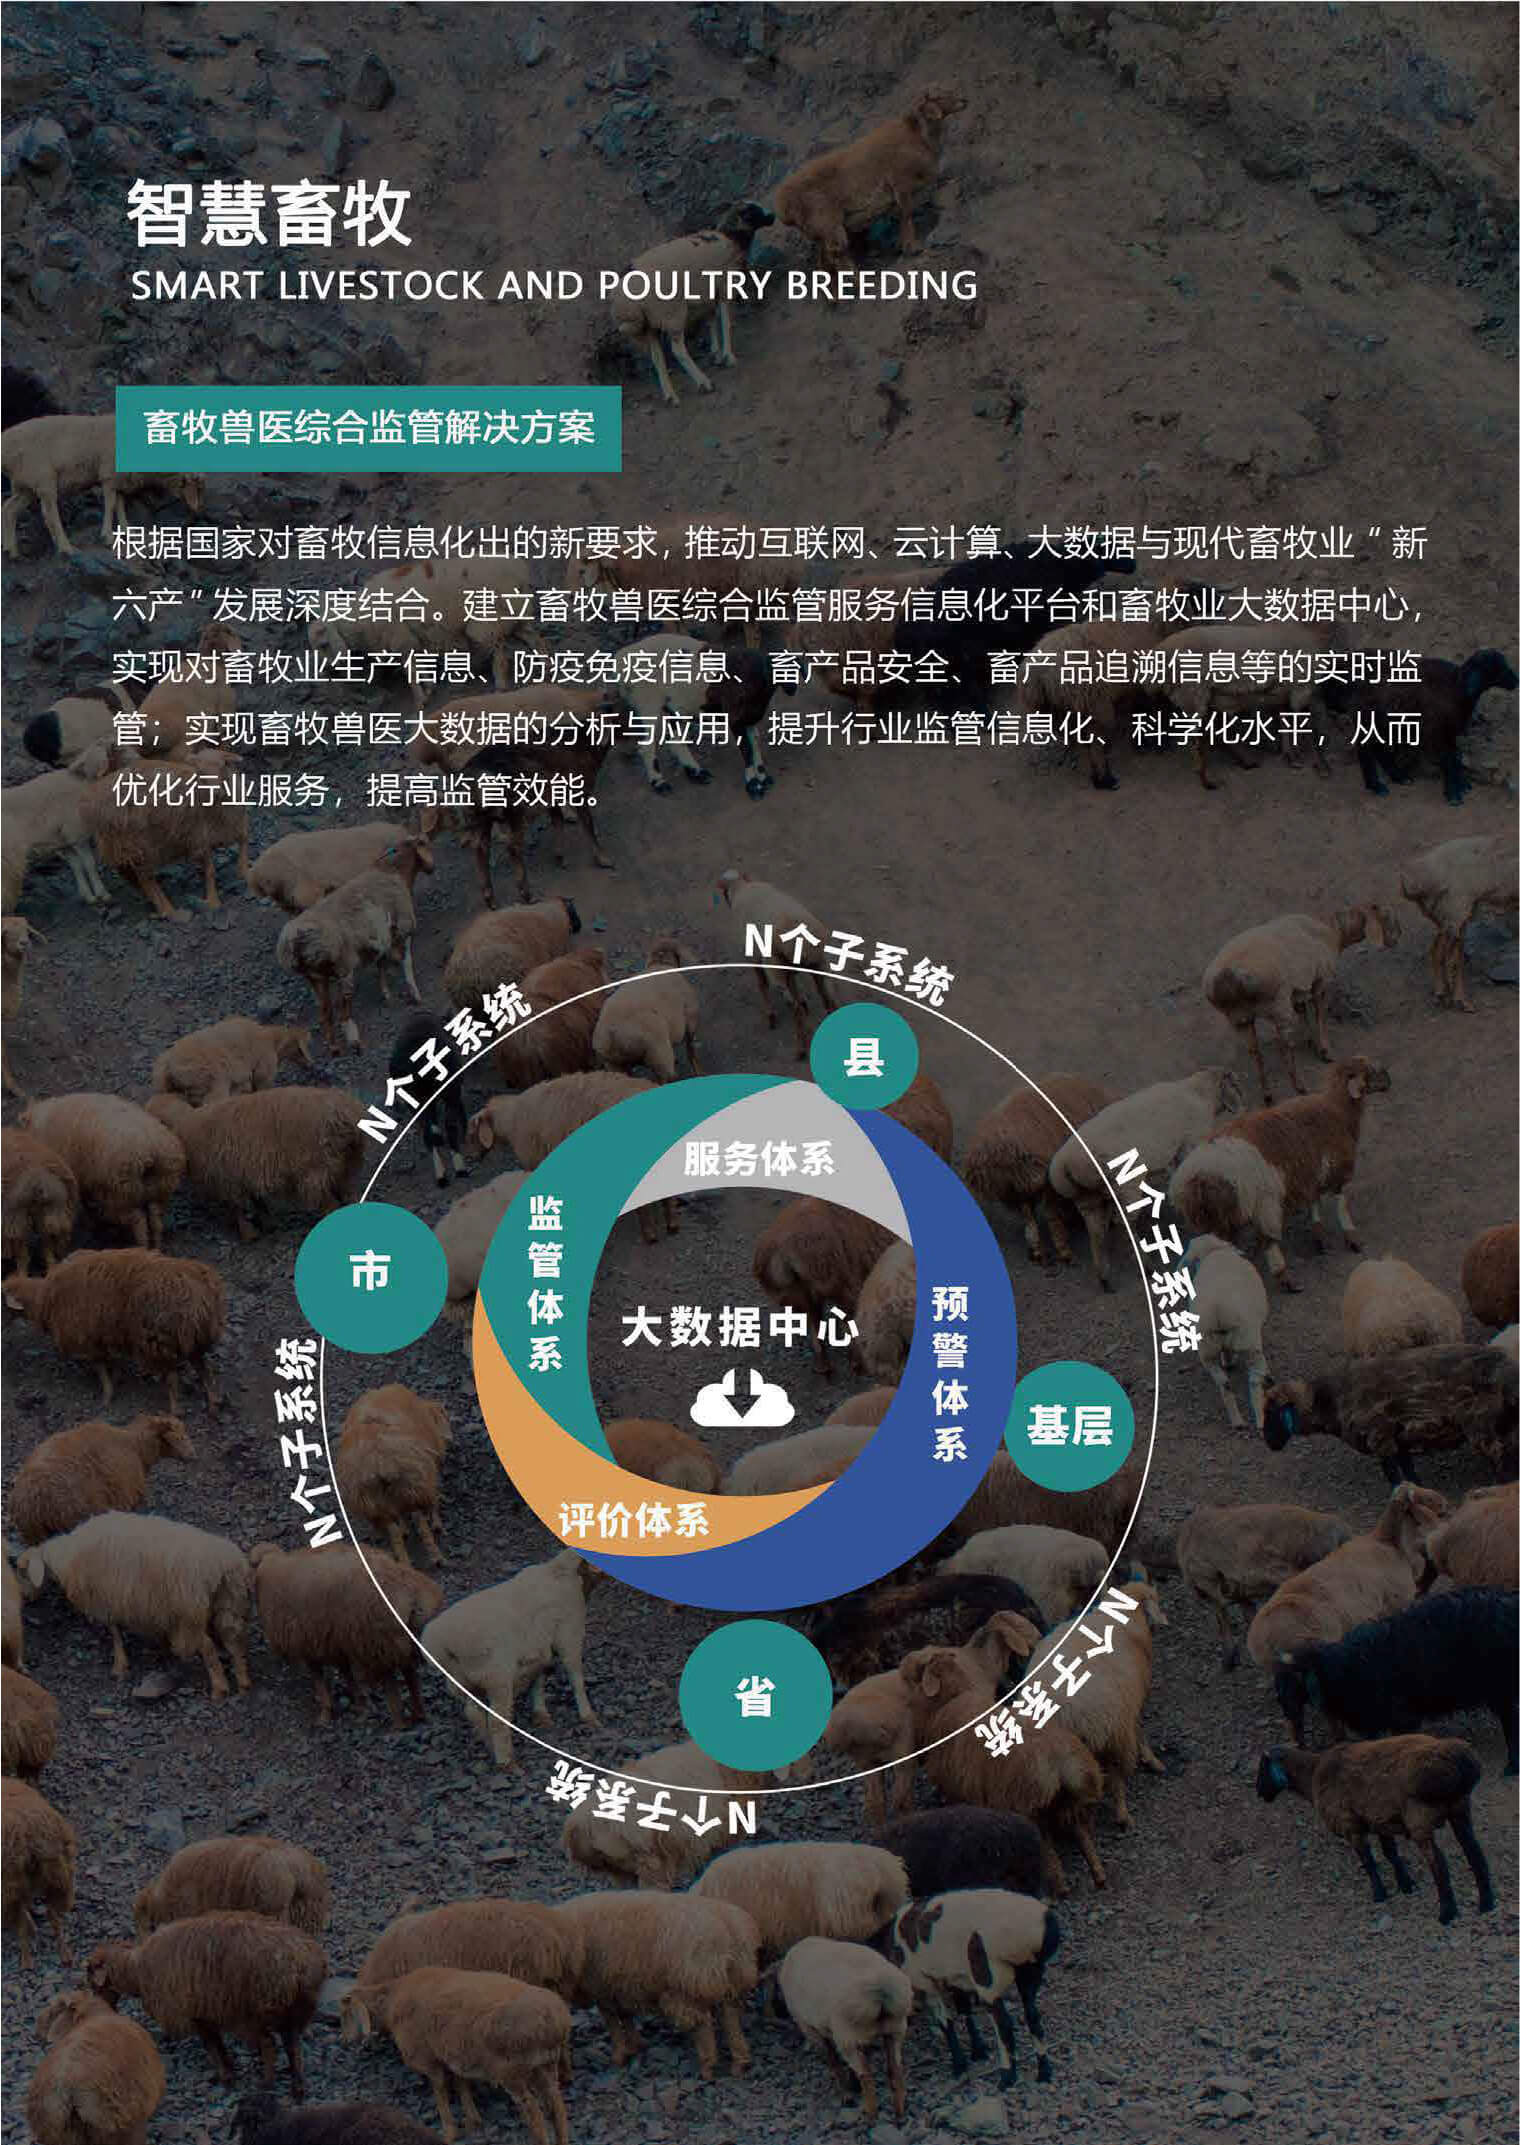 智慧畜牧
SMART LIVESTOCK AND POULTRY BREEDING
畜牧兽医综合监管解决方案
根据国家对畜牧信息化出的新要求，推动互联网、云计算、大数据与现代畜牧业“新
六产”发展深度结合。建立畜牧兽医综合监管服务信息化平台和畜牧业大数据中心，
实现对畜牧业生产信息、防疫免疫信息、畜产品安全、畜产品追溯信息等的实时监
管；实现畜牧兽医大数据的分析与应用，提升行业监管信息化、科学化水平，从而
优化行业服务，提高监管效能。
N个子系统
N个子系统
县
服务体系
N个子系统
监管体系
市
预警体系
大数据中心
N个子系统
基层
评价体系
N个子系统
省
N个子系统